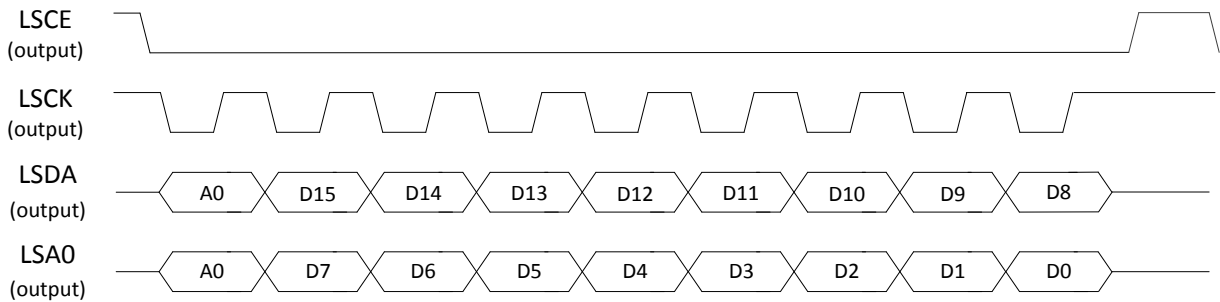 LSCE
(output)
LSCK
(output)
LSDA
(output)
A0 D15 D14 D13 D12 D11 D10 D9 D8
LSA0
(output)
A0 D7 D6 D5 D4 D3 D2 D1 D0